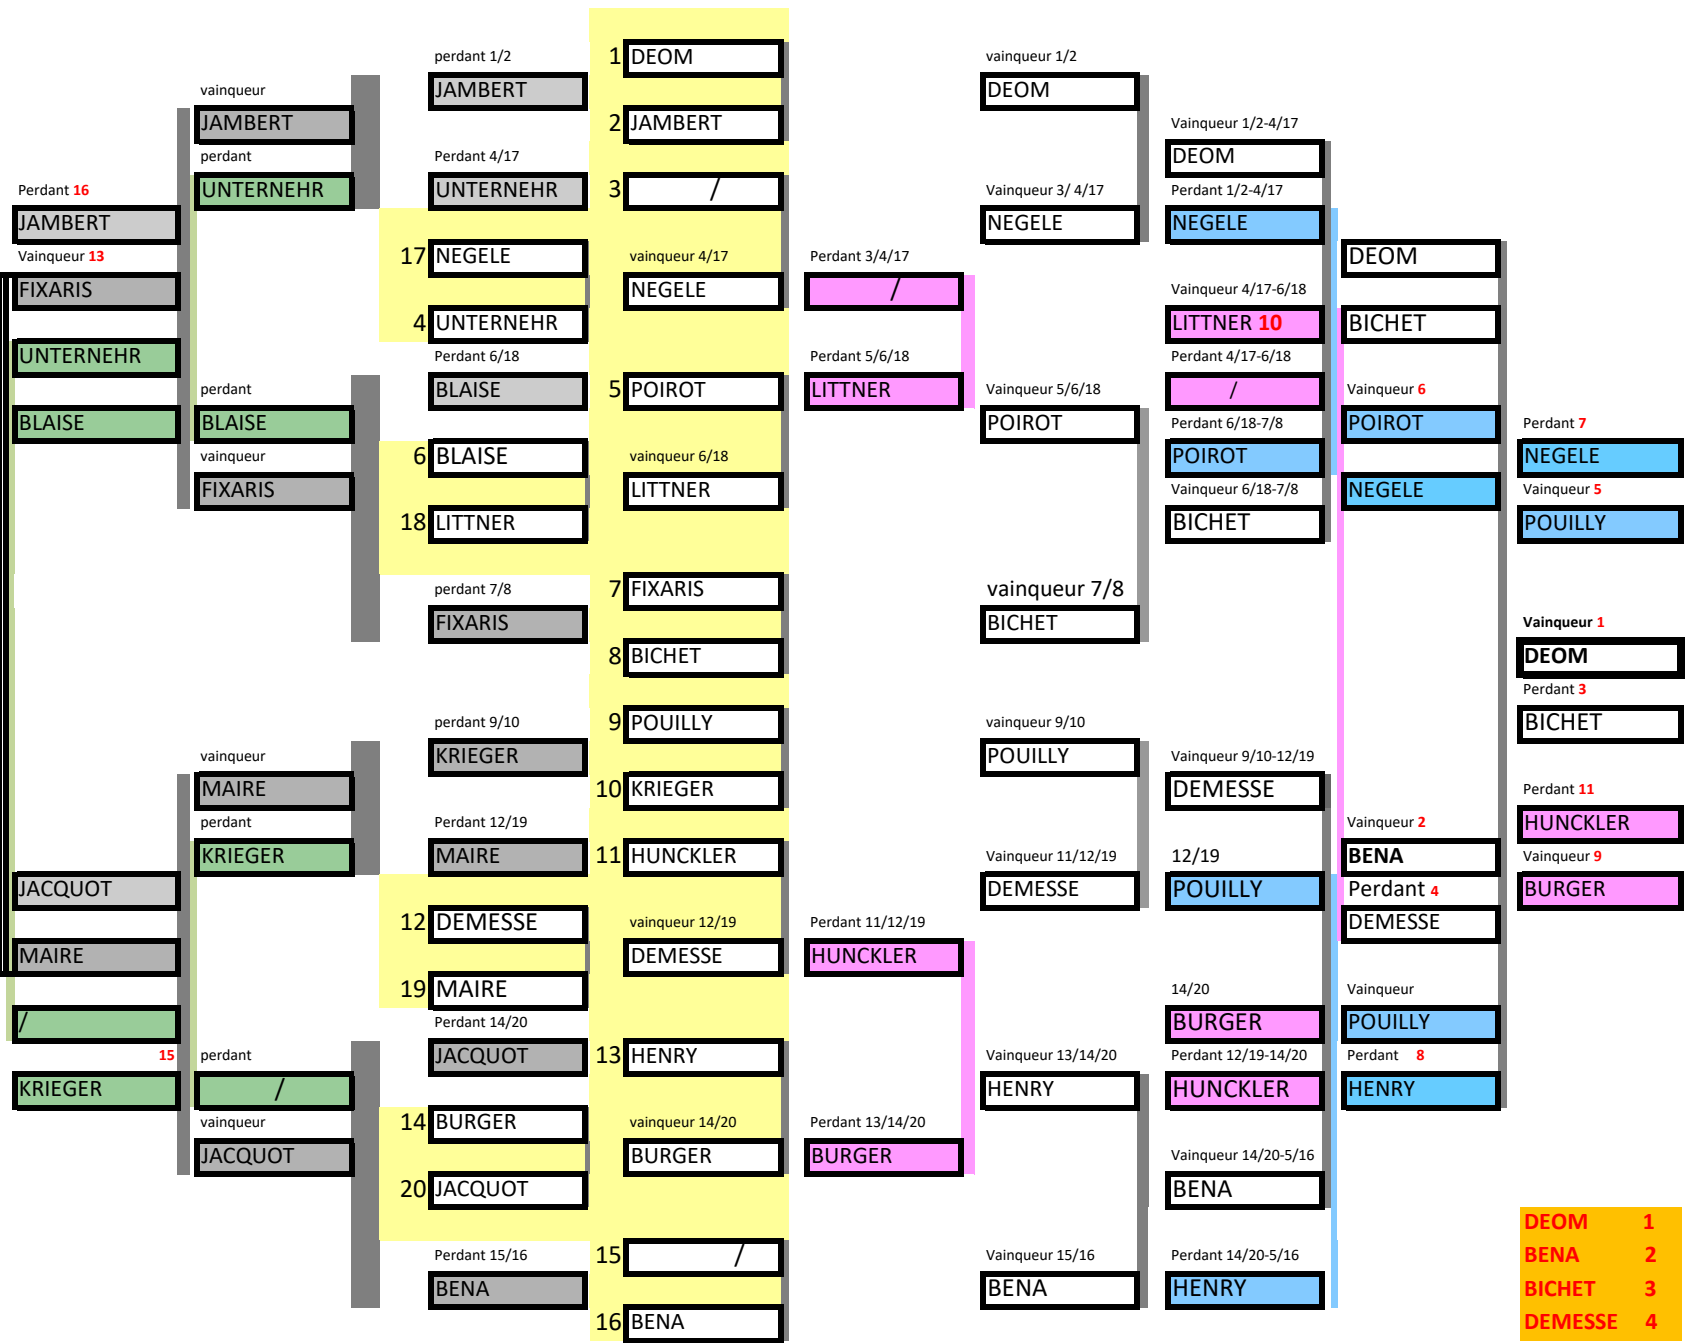 perdant 1/2
1 DEOM
vainqueur 1/2
JAMBERT
DEOM
vainqueur
JAMBERT
2 JAMBERT
Vainqueur 1/2-4/17
perdant
Perdant 4/17
DEOM
Perdant 16
UNTERNEHR
UNTERNEHR
3 /
Vainqueur 3/ 4/17
Perdant 1/2-4/17
JAMBERT
NEGELE
NEGELE
Vainqueur 13
17 NEGELE
vainqueur 4/17
Perdant 3/4/17
DEOM
FIXARIS
NEGELE
/
Vainqueur 4/17-6/18
4 UNTERNEHR
LITTNER 10
BICHET
UNTERNEHR
Perdant 6/18
Perdant 5/6/18
Perdant 4/17-6/18
perdant
BLAISE
5 POIROT
LITTNER
Vainqueur 5/6/18
/
Vainqueur 6
BLAISE
BLAISE
POIROT
Perdant 6/18-7/8
POIROT
Perdant 7
vainqueur
6 BLAISE
vainqueur 6/18
POIROT
NEGELE
FIXARIS
LITTNER
Vainqueur 6/18-7/8
NEGELE
Vainqueur 5
18 LITTNER
BICHET
POUILLY
perdant 7/8
7 FIXARIS
vainqueur 7/8
FIXARIS
BICHET
Vainqueur 1
8 BICHET
DEOM
Perdant 3
perdant 9/10
9 POUILLY
vainqueur 9/10
BICHET
vainqueur
KRIEGER
POUILLY
Vainqueur 9/10-12/19
MAIRE
10 KRIEGER
DEMESSE
Perdant 11
perdant
Perdant 12/19
Vainqueur 2
HUNCKLER
KRIEGER
MAIRE
11 HUNCKLER
Vainqueur 11/12/19
12/19
BENA
Vainqueur 9
JACQUOT
DEMESSE
POUILLY
Perdant 4
BURGER
12 DEMESSE
vainqueur 12/19
Perdant 11/12/19
DEMESSE
MAIRE
DEMESSE
HUNCKLER
19 MAIRE
14/20
Vainqueur
/
Perdant 14/20
BURGER
POUILLY
15
perdant
JACQUOT
13 HENRY
Vainqueur 13/14/20
Perdant 12/19-14/20
Perdant 8
KRIEGER
/
HENRY
HUNCKLER
HENRY
vainqueur
14 BURGER
vainqueur 14/20
Perdant 13/14/20
JACQUOT
BURGER
BURGER
Vainqueur 14/20-5/16
20 JACQUOT
BENA
DEOM 1
Perdant 15/16
15 /
Vainqueur 15/16
Perdant 14/20-5/16
BENA 2
BENA
BENA
HENRY
BICHET 3
16 BENA
DEMESSE 4